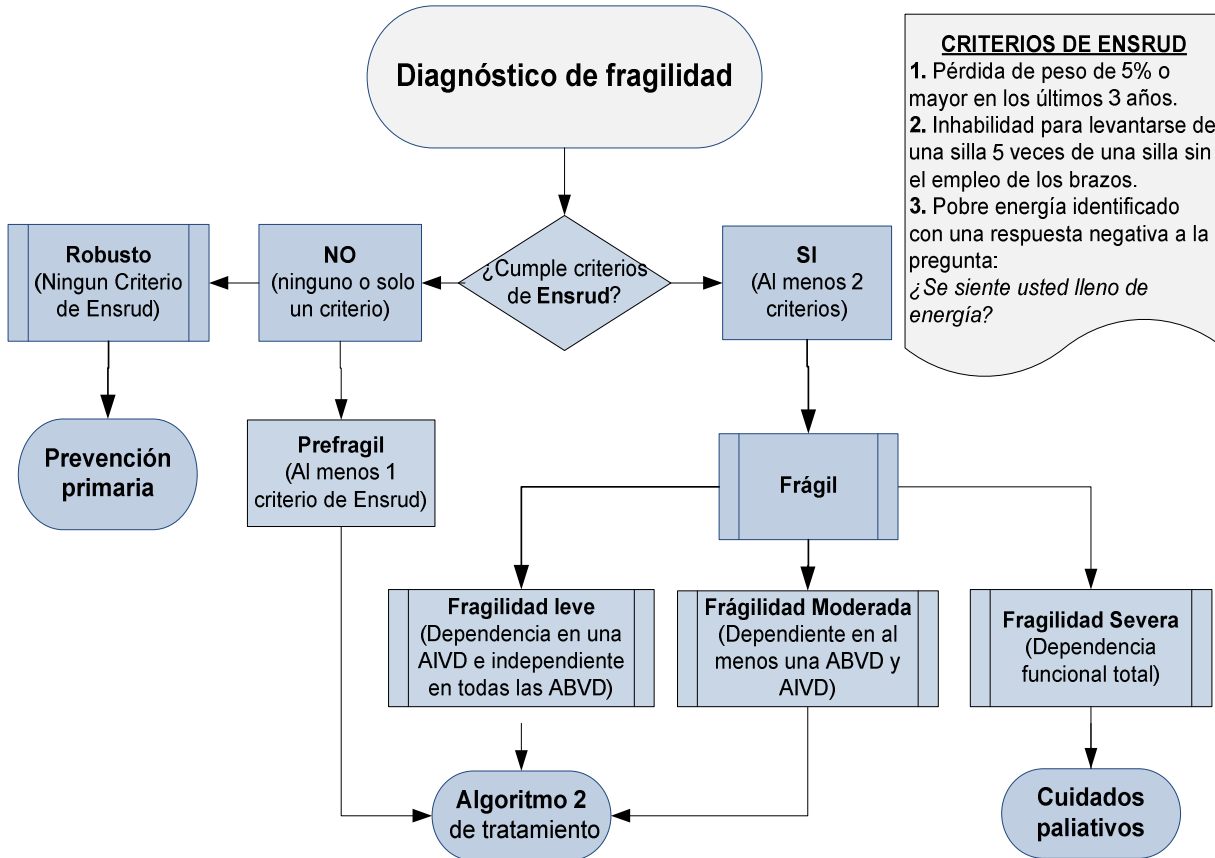 Diagnóstico de fragilidad
CRITERIOS DE ENSRUD
1. Pérdida de peso de 5% o
mayor en los últimos 3 años.
2. Inhabilidad para levantarse de
una silla 5 veces de una silla sin
el empleo de los brazos.
3. Pobre energía identificado
con una respuesta negativa a la
pregunta:
¿Se siente usted lleno de
energía?
Robusto
(Ningun Criterio
de Ensrud)
NO
(ninguno o solo
un criterio)
¿Cumple criterios
de Ensrud?
SI
(Al menos 2
criterios)
Prevención
primaria
Prefragil
(Al menos 1
criterio de Ensrud)
Frágil
Fragilidad leve
(Dependencia en una
AIVD e independiente
en todas las ABVD)
Frágilidad Moderada
(Dependiente en al
menos una ABVD y
AIVD)
Fragilidad Severa
(Dependencia
funcional total)
Algoritmo 2
de tratamiento
Cuidados
paliativos